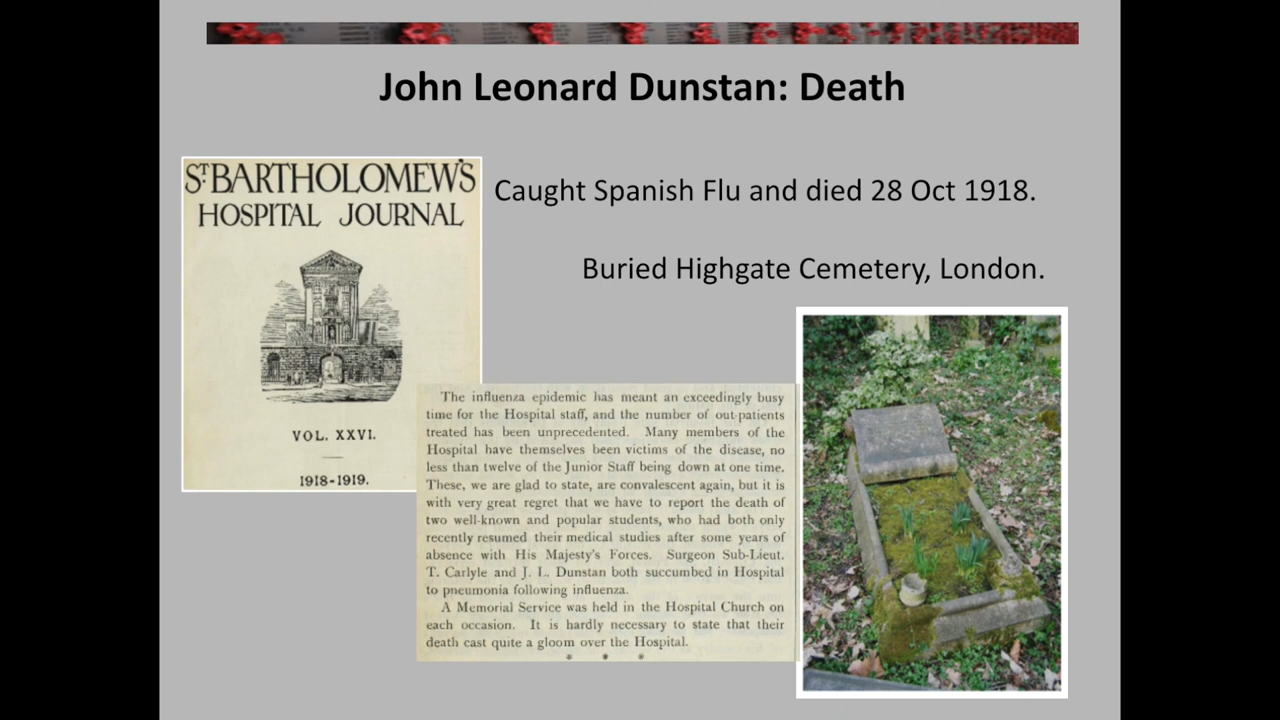 John Leonard Dunstan: Death
ST BARTHOLOMEW'S
HOSPITAL JOURNAL
VOL. XXVI.
1918-1919.
Caught Spanish Flu and died 28 Oct 1918.
Buried Highgate Cemetery, London.
The influenza epidemic has meant an exceedingly busy
time for the Hospital staff, and the number of out-patients
treated has been unprecedented. Many members of the
Hospital have themselves been victims of the disease, no
less than twelve of the Junior Staff being down at one time.
These, we are glad to state, are convalescent again, but it is
with very great regret that we have to report the death of
two well-known and popular students, who had both only
recently resumed their medical studies after some years of
absence with His Majesty's Forces. Surgeon Sub-Lieut.
T. Carlyle and J. L. Dunstan both succumbed in Hospital
to pneumonia following influenza.
A Memorial Service was held in the Hospital Church on
each occasion. It is hardly necessary to state that their
death cast quite a gloom over the Hospital.
* * *